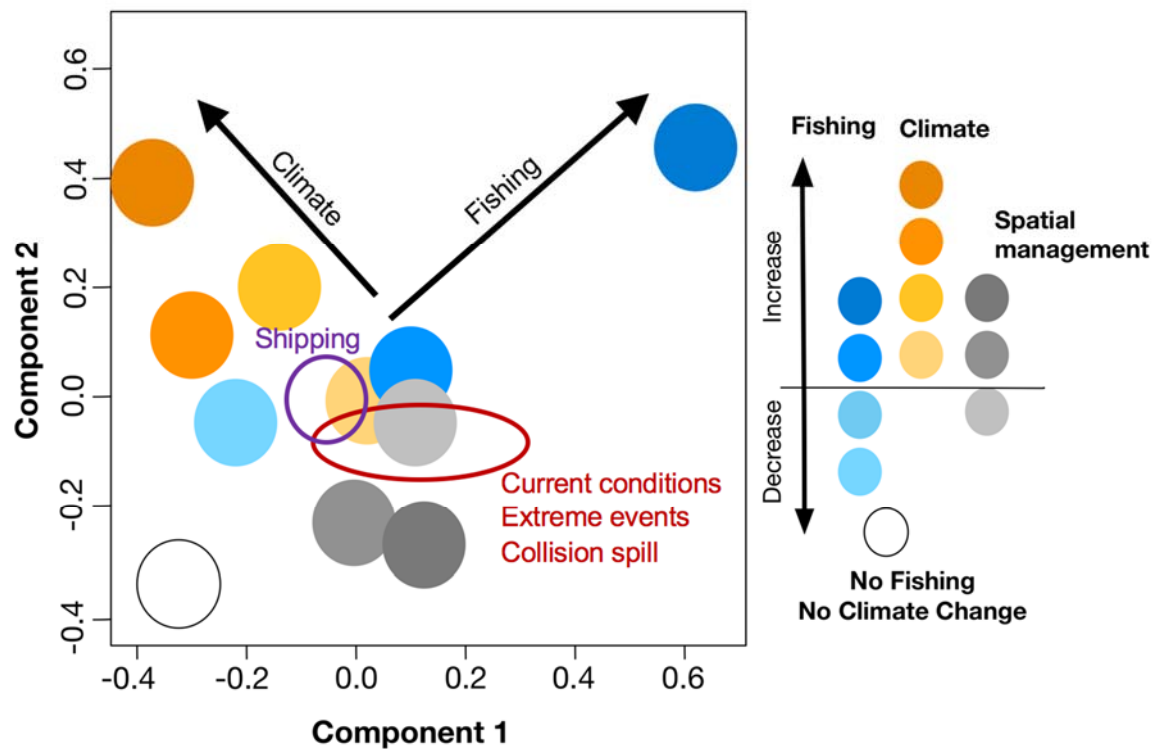 Component 2
0.6
0.4
0.2
0.0
-0.2
-0.4
Climate
Fishing
Shipping
Current conditions
Extreme events
Collision spill
-0.4 -0.2 0.0 0.2 0.4 0.6
Component 1
Fishing Climate
Spatial
management
Increase
Decrease
No Fishing
No Climate Change